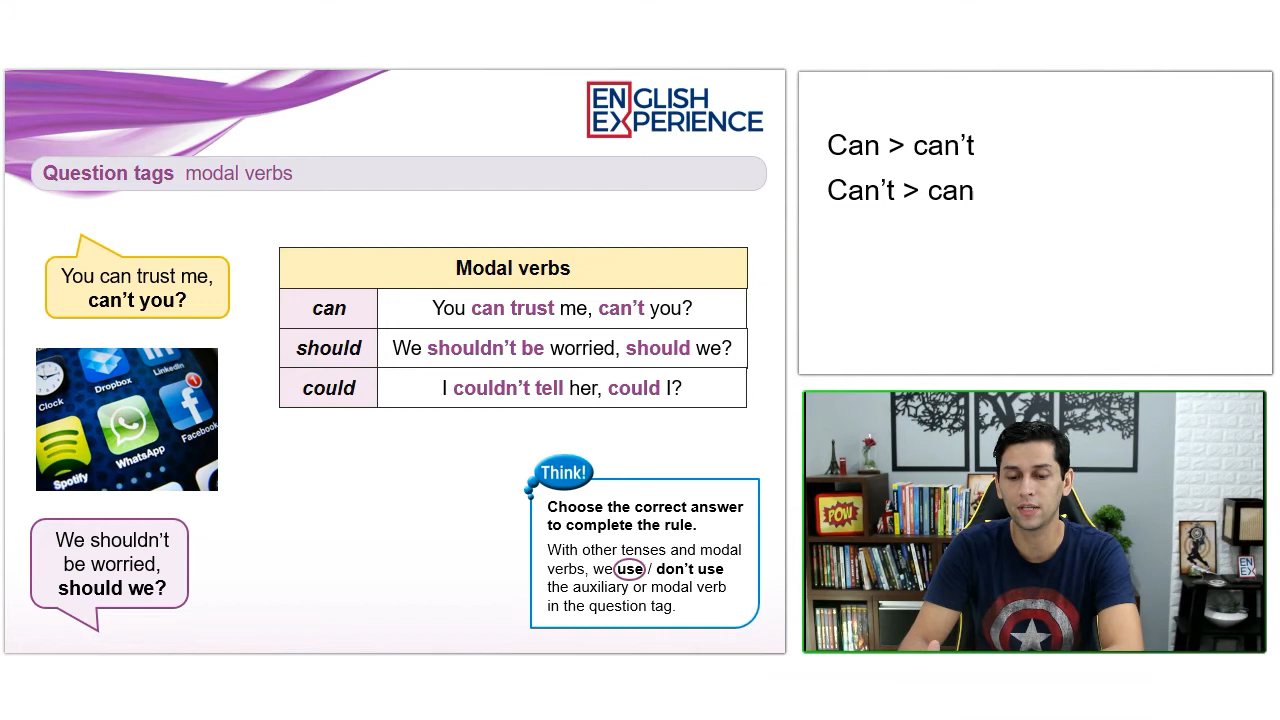 ENGLISH
EXPERIENCE
Question tags modal verbs
You can trust me,
can't you?
Modal verbs
can You can trust me, can't you?
should We shouldn't be worried, should we?
could I couldn't tell her, could I?
Clock
Dropbox
LinkedIn
1
Spotify
WhatsApp
Facebook
We shouldn't
be worried,
should we?
Think!
Choose the correct answer
to complete the rule.
With other tenses and modal
verbs, we use / don't use
the auxiliary or modal verb
in the question tag.
Can > can't
Can't > can
POW
EN
EX